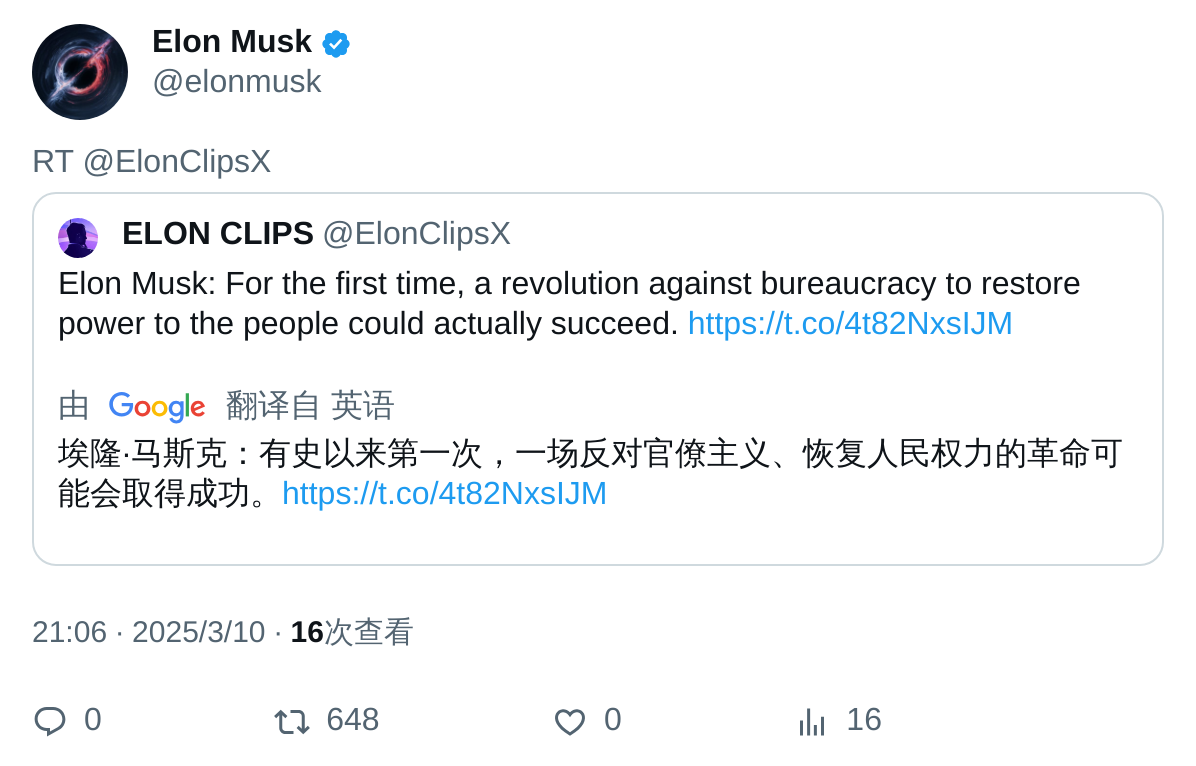 Elon Musk
@elonmusk
RT @ElonClipsX
ELON CLIPS @ElonClipsX
Elon Musk: For the first time, a revolution against bureaucracy to restore
power to the people could actually succeed. https://t.co/4t82NxsIJM
由 Google 翻译自 英语
埃隆·马斯克：有史以来第一次，一场反对官僚主义、恢复人民权力的革命可
能会取得成功。https://t.co/4t82NxsIJM
21:06 · 2025/3/10 · 16次查看
0 648 0 16